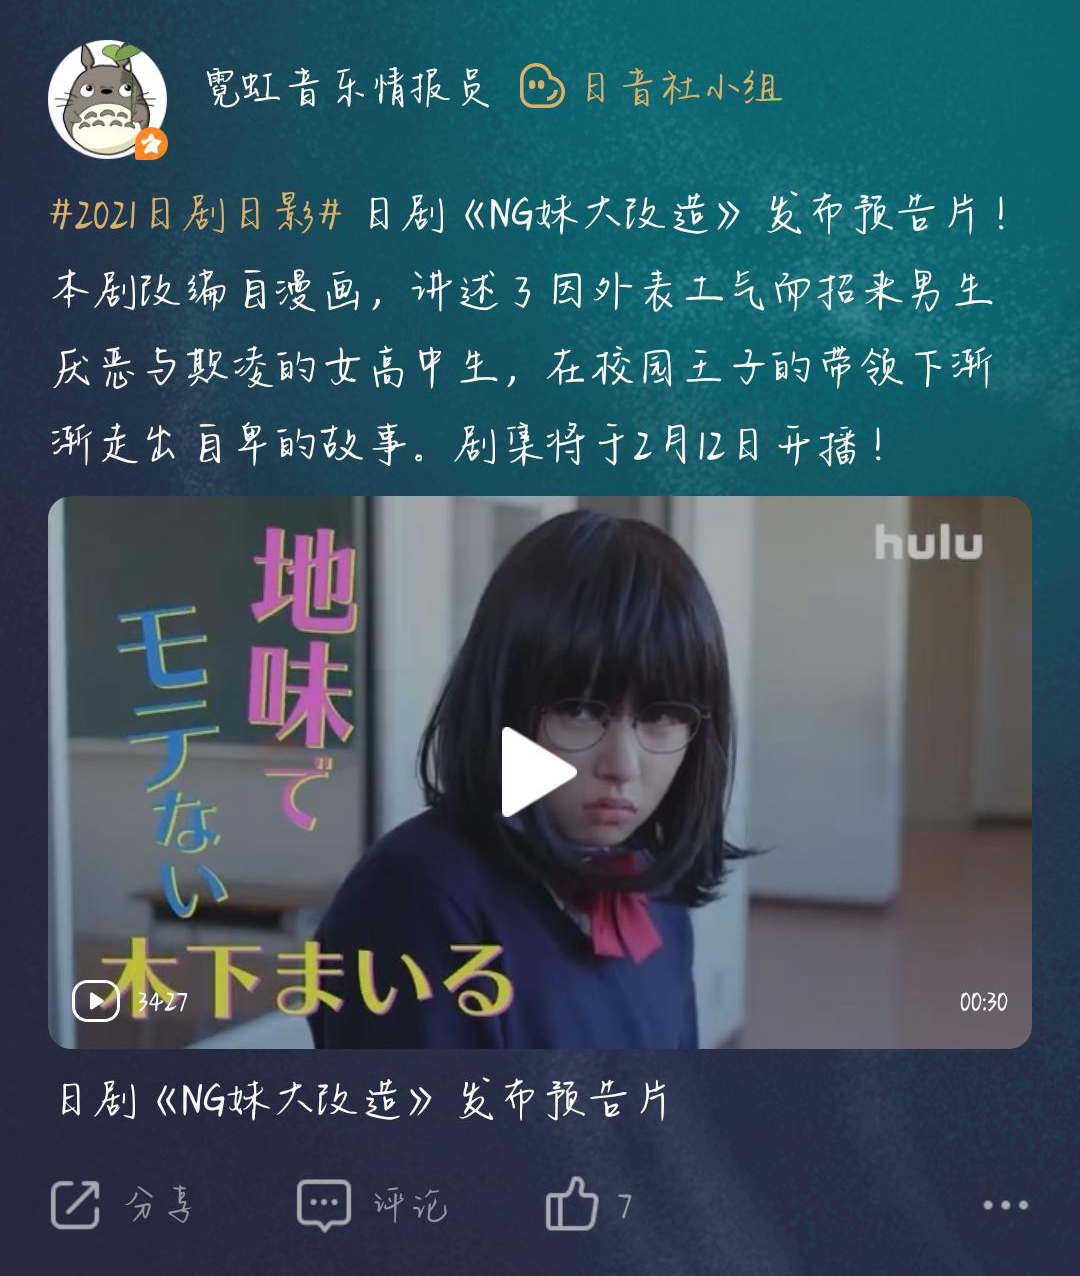 霓虹音乐情报员 日音社小组
#2021日剧日影# 日剧《NG妹大改造》发布预告片！
本剧改编自漫画，讲述了因外表土气而招来男生
厌恶与欺凌的女高中生，在校园王子的带领下渐
渐走出自卑的故事。剧集将于2月12日开播！
hulu
地味で
モテない
木下まいる
3427
00:30
日剧《NG妹大改造》发布预告片
分享
评论
7